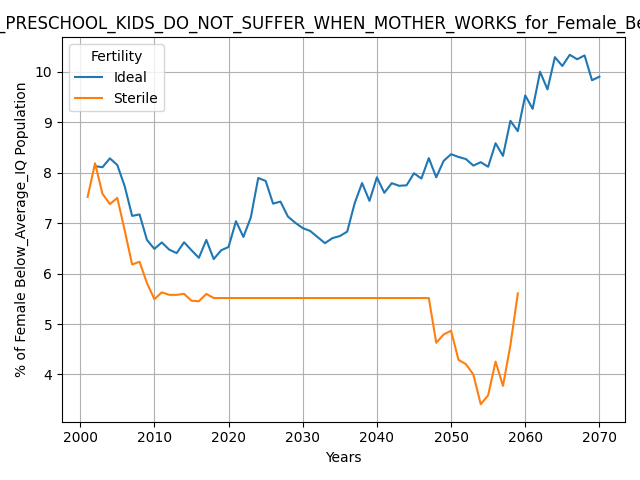 _PRESCHOOL_KIDS_DO_NOT_SUFFER_WHEN_MOTHER_WORKS_for_Female_Be
Fertility
Ideal
Sterile
% of Female Below_Average_IQ Population
10
9
8
7
6
5
4
2000 2010 2020 2030 2040 2050 2060 2070
Years